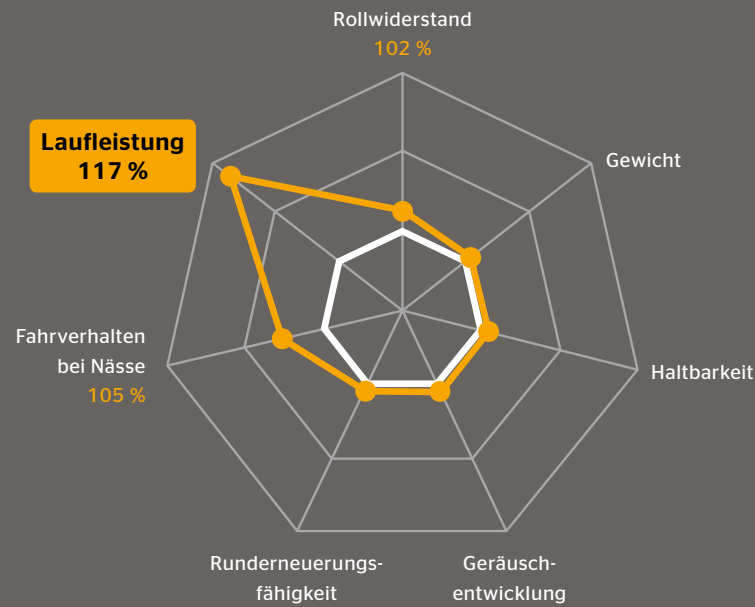 Rollwiderstand
102 %
Laufleistung
117 %
Gewicht
Fahrverhalten
bei Nässe
105 %
Haltbarkeit
Runderneuerungs-
fähigkeit
Geräusch-
entwicklung